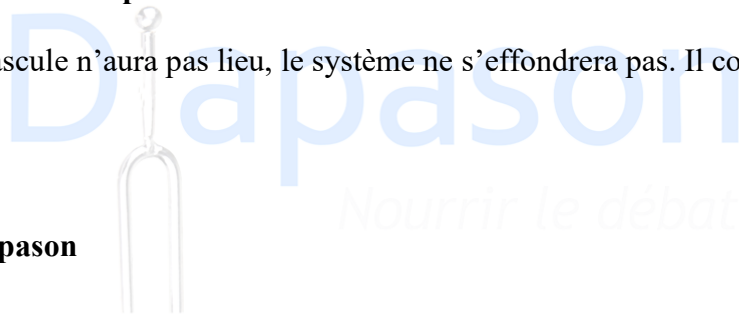 ascule n’aura pas lieu, le système ne s’effondrera pas. Il co
Diapason
Nourrir le débat
pason